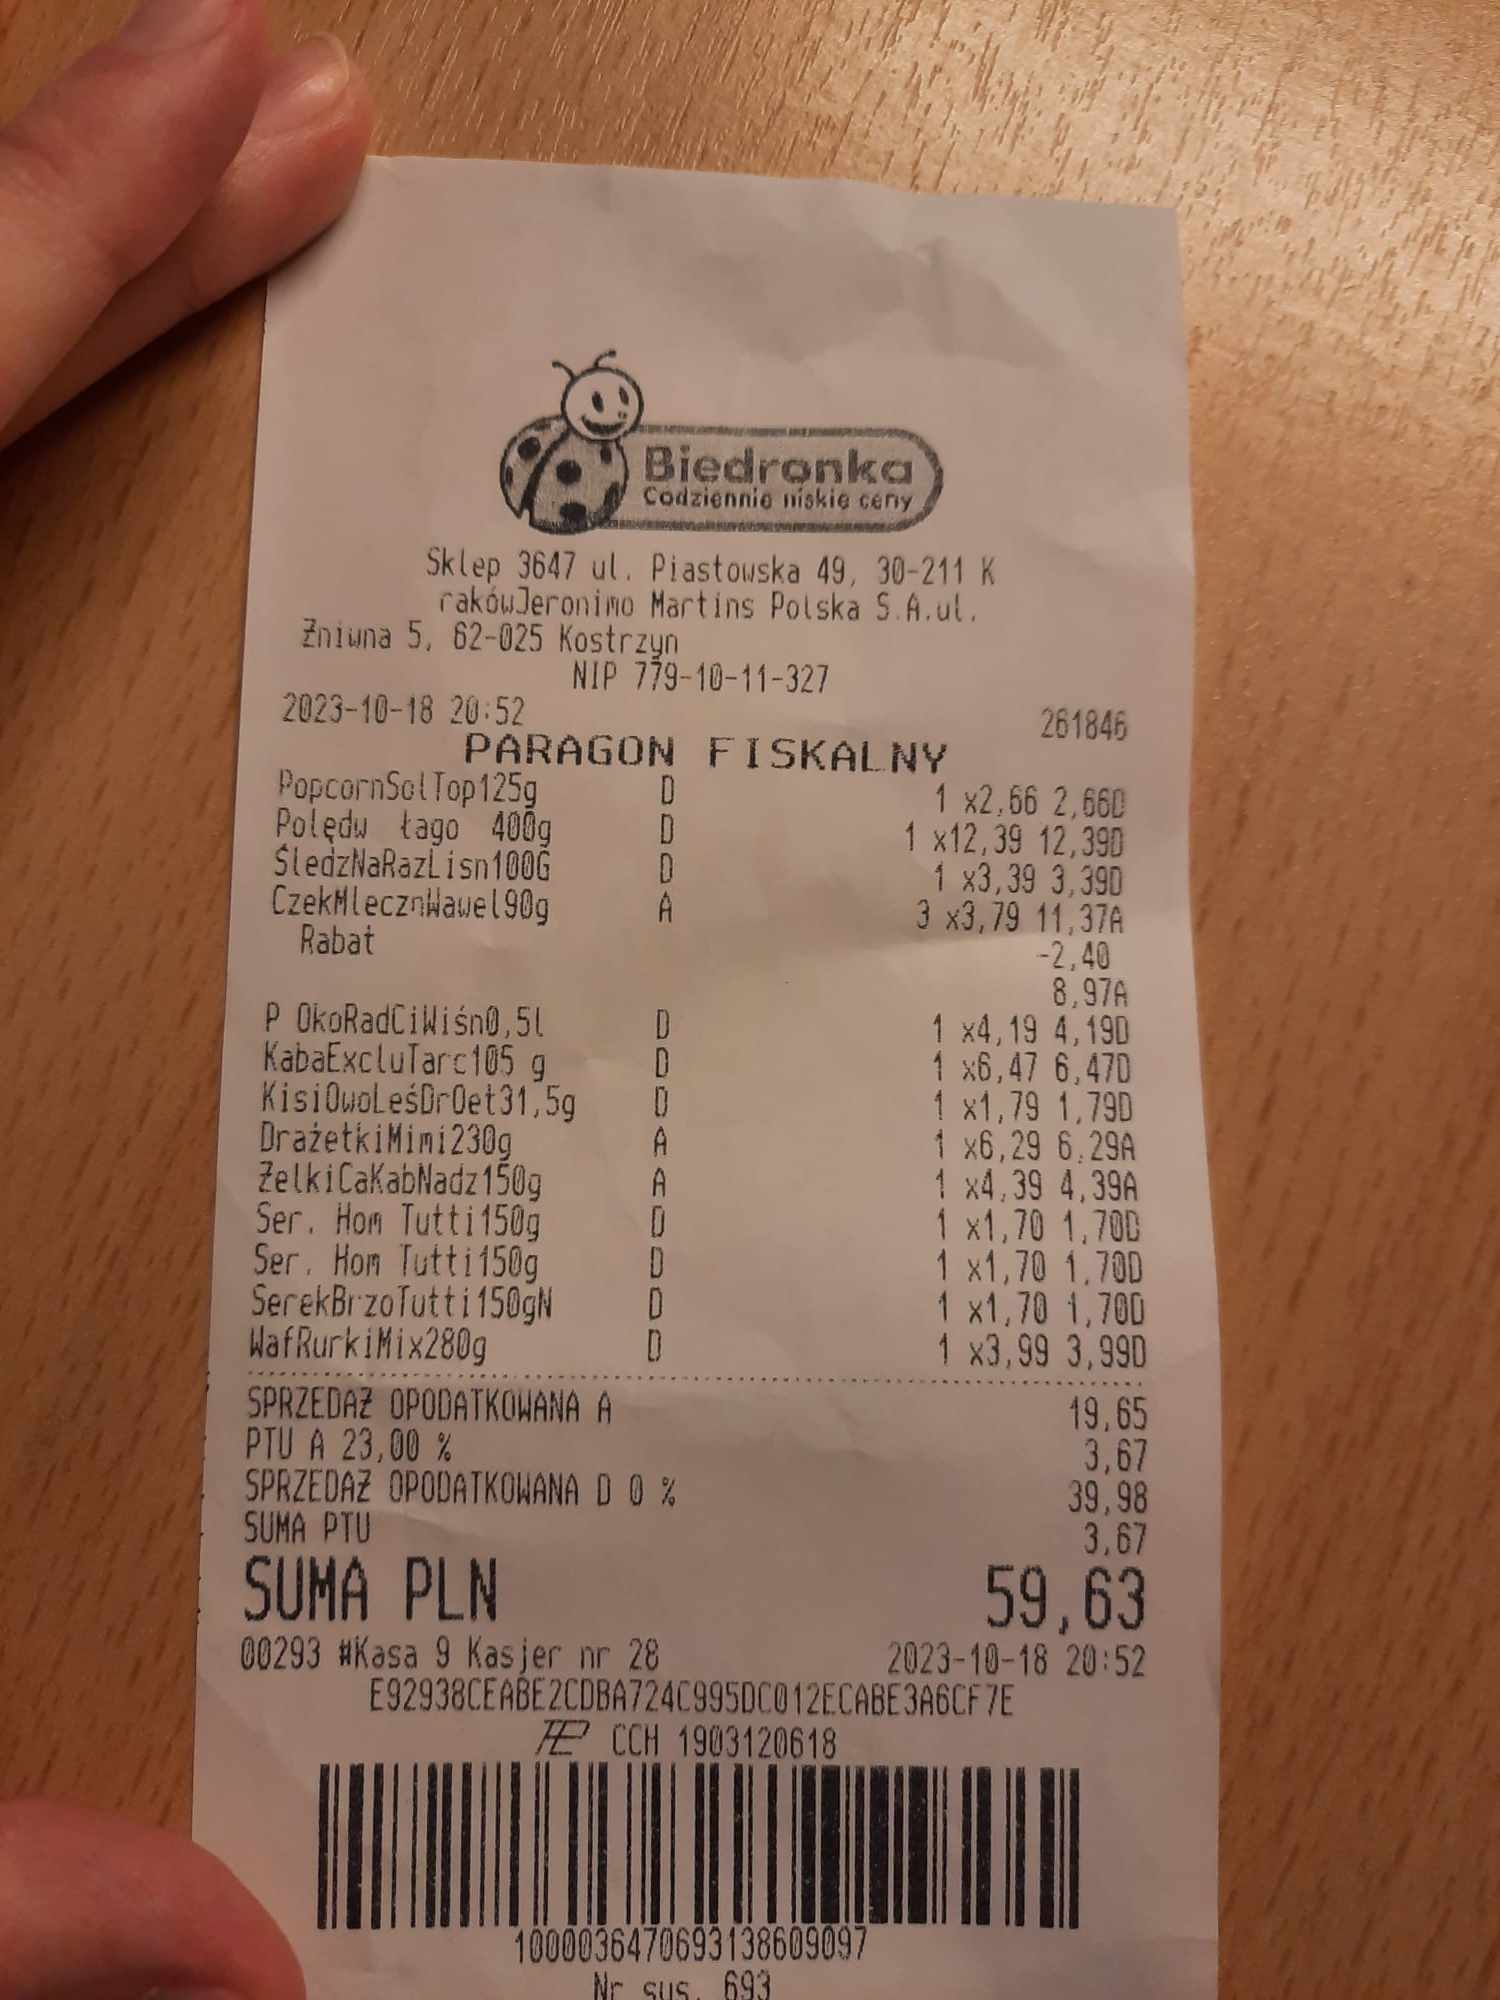 Biedronka
Codziennie niskie ceny
Sklep 3647 ul. Piastowska 49, 30-211 K
rakówJeronimo Martins Polska S.A.ul.
Żniwna 5, 62-025 Kostrzyn
NIP 779-10-11-327
2023-10-18 20:52 261846
PARAGON FISKALNY
PopcornSolTop125g D 1 x2,66 2,66D
Polędw łago 400g D 1 x12,39 12,39D
ŚledzNaRazLisn100G D 1 x3,39 3,39D
CzekMlecznWawel90g A 3 x3,79 11,37A
Rabat -2,40
8,97A
P OkoRadCiWiśn0,5l D 1 x4,19 4,19D
KabaExcluTarc105 g D 1 x6,47 6,47D
KisiOwoLeśDrOet31,5g D 1 x1,79 1,79D
DrażetkiMimi230g A 1 x6,29 6,29A
ŻelkiCaKabNadz150g A 1 x4,39 4,39A
Ser. Hom Tutti150g D 1 x1,70 1,70D
Ser. Hom Tutti150g D 1 x1,70 1,70D
SerekBrzoTutti150gN D 1 x1,70 1,70D
WafRurkiMix280g D 1 x3,99 3,99D
SPRZEDAŻ OPODATKOWANA A 19,65
PTU A 23,00 % 3,67
SPRZEDAŻ OPODATKOWANA D 0 % 39,98
SUMA PTU 3,67
SUMA PLN 59,63
00293 #Kasa 9 Kasjer nr 28 2023-10-18 20:52
E92938CEABE2CDBA724C995DC012ECABE3A6CF7E
CCH 1903120618
1000036470693138609097
Nr sys. 693